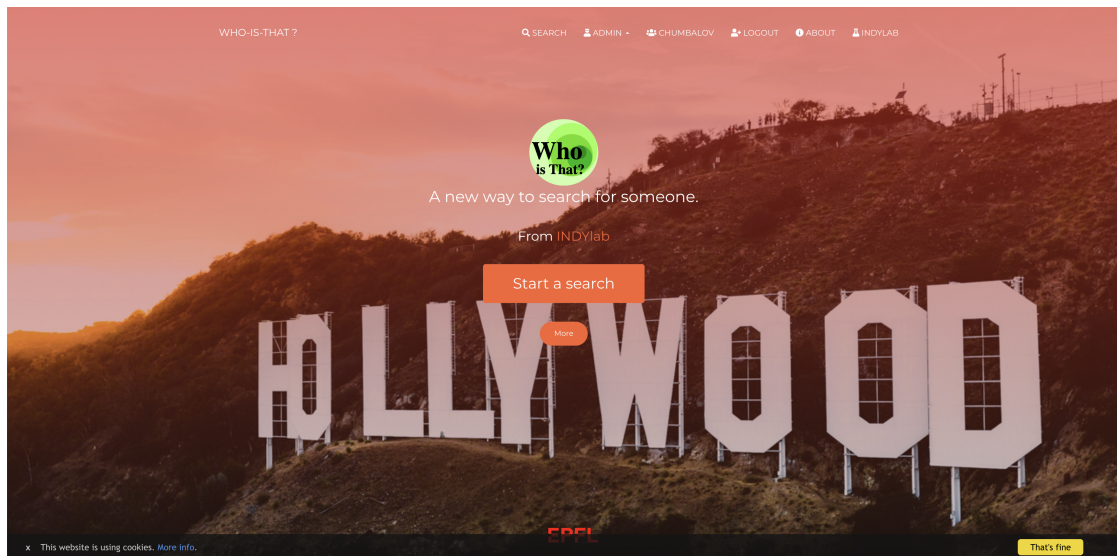 WHO-IS-THAT ?
SEARCH
ADMIN
CHUMBALOV
LOGOUT
ABOUT
INDYLAB
Who
is That?
A new way to search for someone.
From INDYlab
Start a search
More
HOLLYWOOD
EPFL
x This website is using cookies. More info.
That's fine